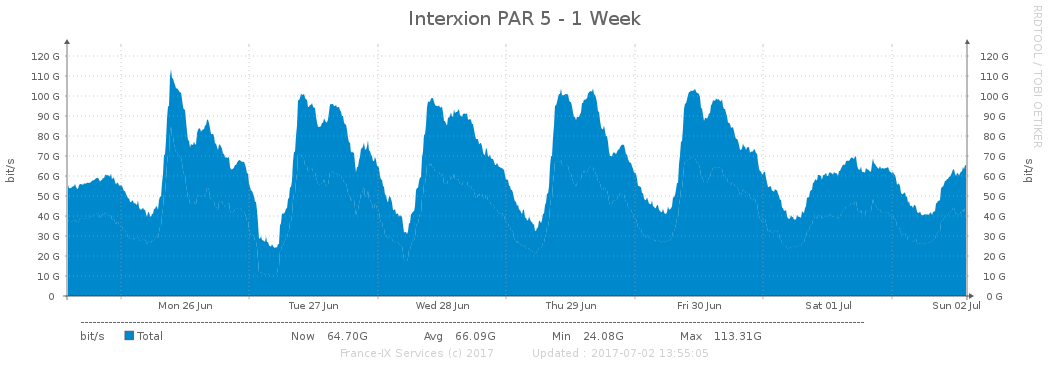 Interxion PAR 5 - 1 Week
RRDTOOL / TOBI OETIKER
120 G 120 G
110 G 110 G
100 G 100 G
90 G 90 G
80 G 80 G
70 G 70 G
60 G 60 G
50 G 50 G
40 G 40 G
30 G 30 G
20 G 20 G
10 G 10 G
0 0 G
bit/s
bit/s
Mon 26 Jun Tue 27 Jun Wed 28 Jun Thu 29 Jun Fri 30 Jun Sat 01 Jul Sun 02 Jul
bit/s Total Now 64.70G Avg 66.09G Min 24.08G Max 113.31G
France-IX Services (c) 2017 Updated : 2017-07-02 13:55:05